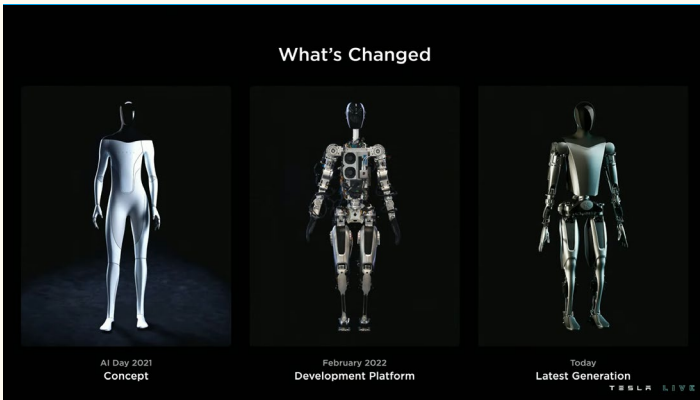 What's Changed
AI Day 2021
Concept
February 2022
Development Platform
Today
Latest Generation
TESLA LIVE